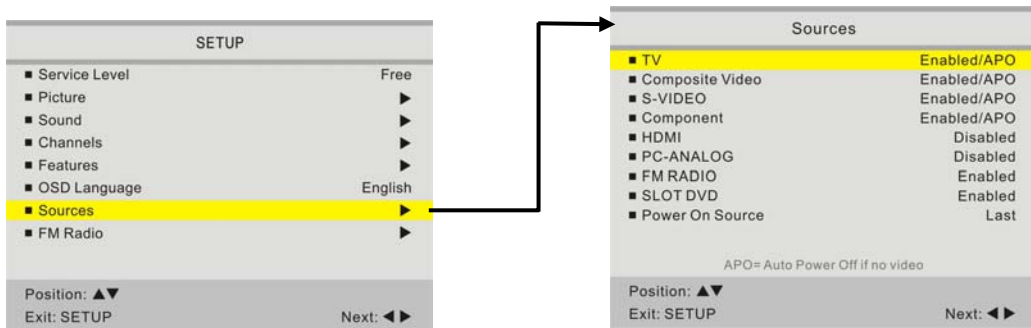 SETUP
■ Service Level Free
■ Picture ▶
■ Sound ▶
■ Channels ▶
■ Features ▶
■ OSD Language English
■ Sources ▶
■ FM Radio ▶
Position: ▲▼
Exit: SETUP Next: ◀ ▶
Sources
■ TV Enabled/APO
■ Composite Video Enabled/APO
■ S-VIDEO Enabled/APO
■ Component Enabled/APO
■ HDMI Disabled
■ PC-ANALOG Disabled
■ FM RADIO Enabled
■ SLOT DVD Enabled
■ Power On Source Last
APO= Auto Power Off if no video
Position: ▲▼
Exit: SETUP Next: ◀ ▶